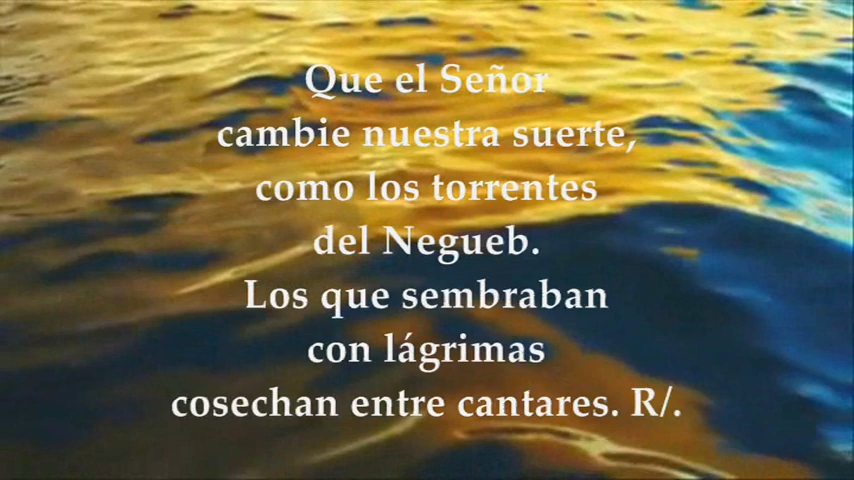 Que el Señor
cambie nuestra suerte,
como los torrentes
del Negueb.
Los que sembraban
con lágrimas
cosechan entre cantares. R/.